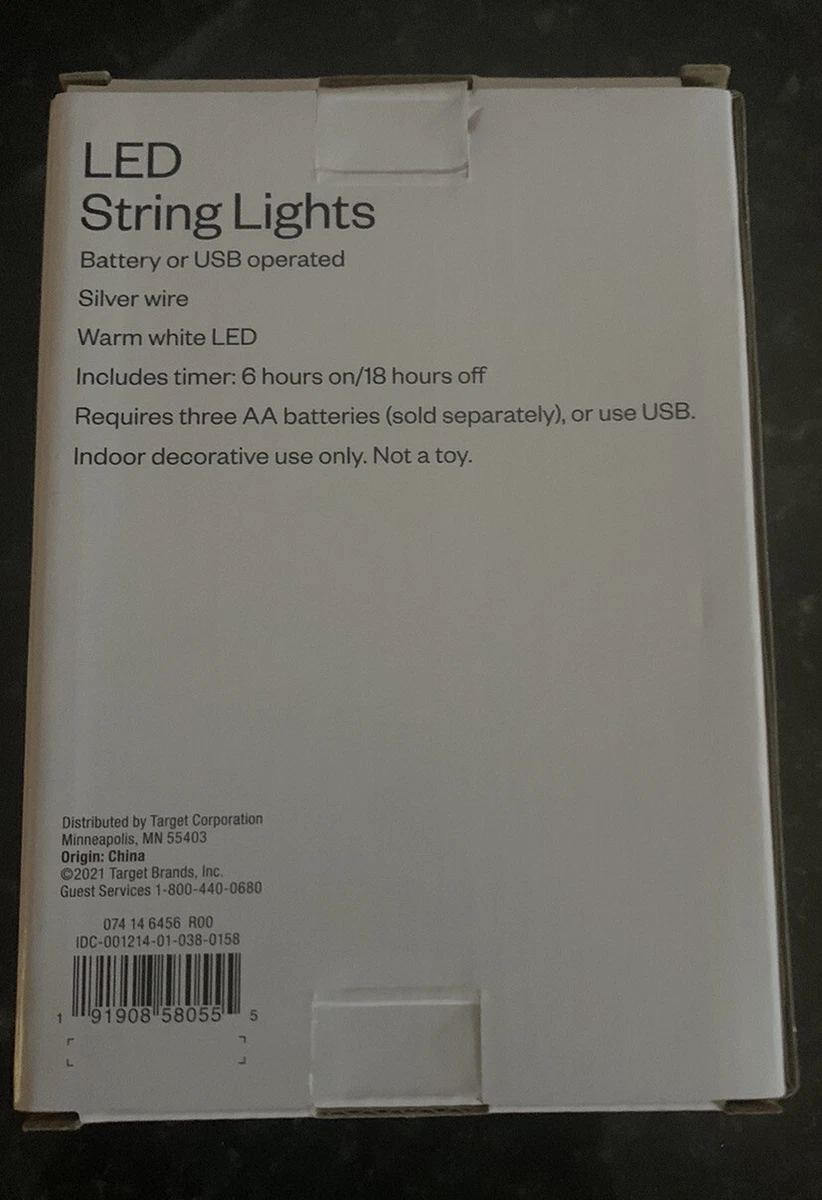 LED
String Lights
Battery or USB operated
Silver wire
Warm white LED
Includes timer: 6 hours on/18 hours off
Requires three AA batteries (sold separately), or use USB.
Indoor decorative use only. Not a toy.
Distributed by Target Corporation
Minneapolis, MN 55403
Origin: China
©2021 Target Brands, Inc.
Guest Services 1-800-440-0680
074 14 6456 R00
IDC-001214-01-038-0158
1 91908 58055 5